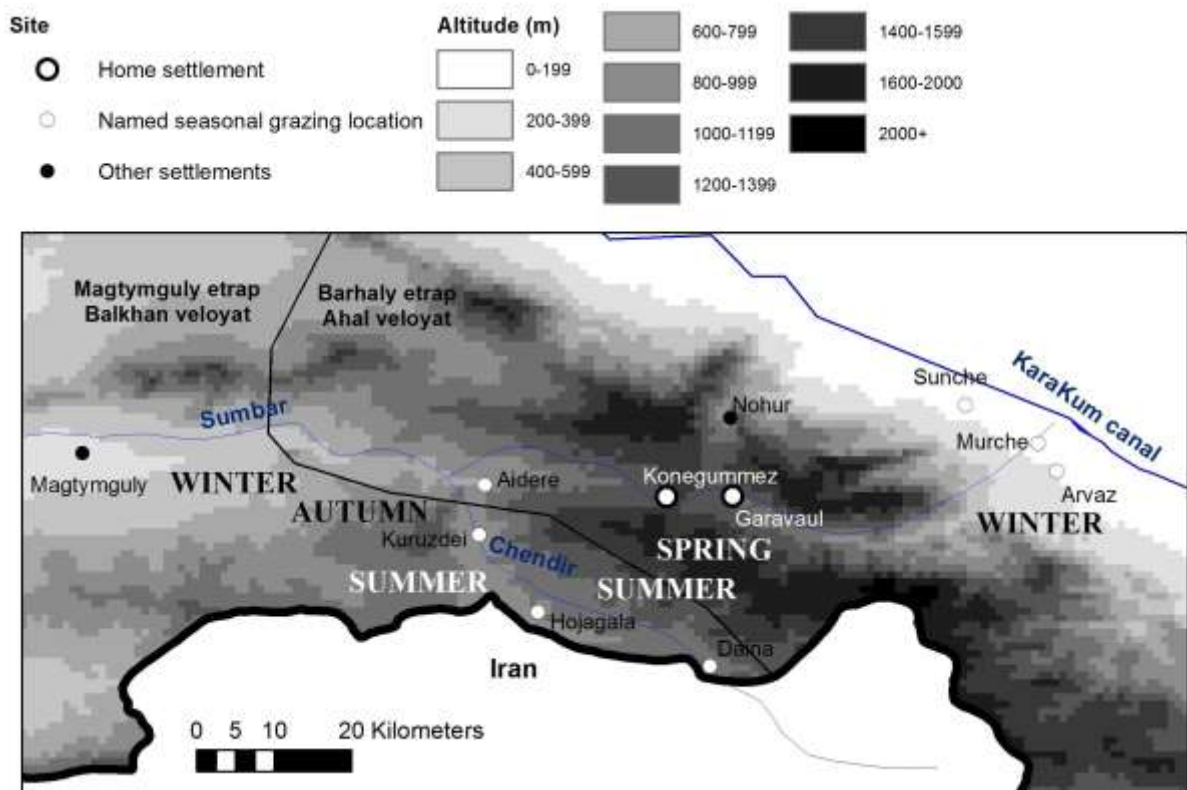 Site
Home settlement
Named seasonal grazing location
Other settlements
Altitude (m)
0-199
200-399
400-599
600-799
800-999
1000-1199
1200-1399
1400-1599
1600-2000
2000+
Magtymguly etrap
Balkhan veloyat
Barhaly etrap
Ahal veloyat
KaraKum canal
Sunche
Sumbar
Nohur
Murche
Magtymguly
WINTER
Aidere
Konegummez
Arvaz
AUTUMN
Garavaul
WINTER
Kuruzdei
Chendir
SPRING
SUMMER
SUMMER
Hojagala
Iran
Daina
0 5 10 20 Kilometers